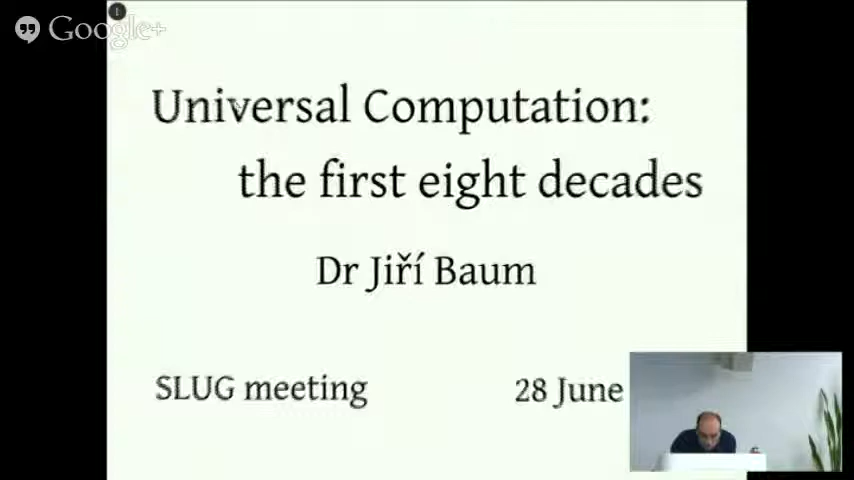 Google+
Universal Computation:
the first eight decades
Dr Jiří Baum
SLUG meeting
28 June